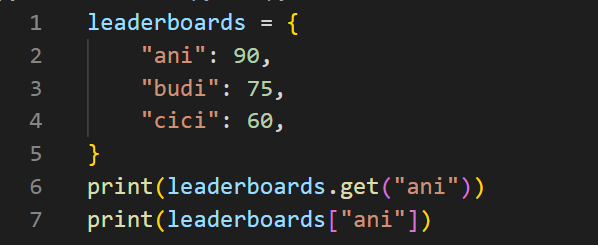 1 leaderboards = {
2     "ani": 90,
3     "budi": 75,
4     "cici": 60,
5 }
6 print(leaderboards.get("ani"))
7 print(leaderboards["ani"])